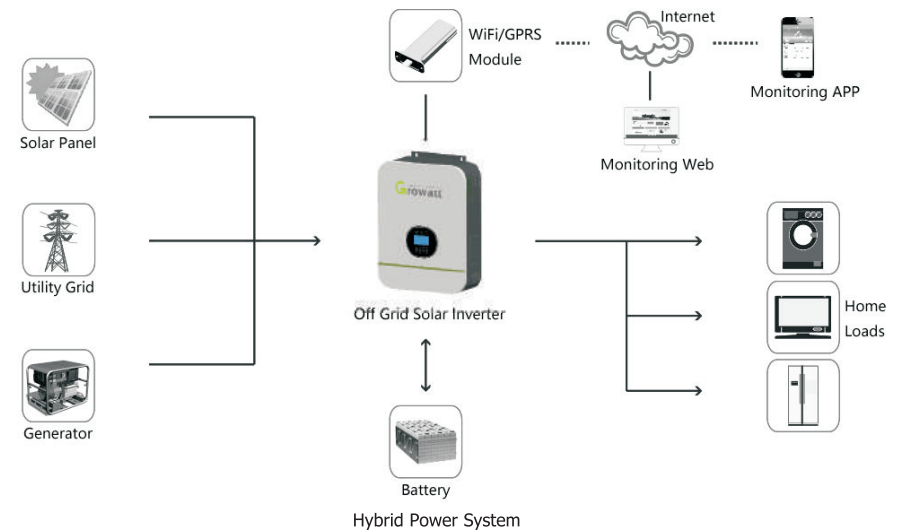 WiFi/GPRS
Module
Internet
Monitoring APP
Monitoring Web
Solar Panel
Growatt
Utility Grid
Off Grid Solar Inverter
Home
Loads
Generator
Battery
Hybrid Power System